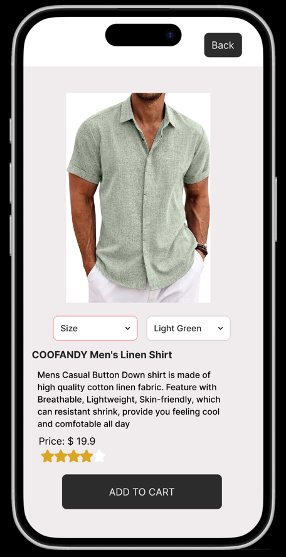 Back
Size
Light Green
COOFANDY Men's Linen Shirt
Mens Casual Button Down shirt is made of
high quality cotton linen fabric. Feature with
Breathable, Lightweight, Skin-friendly, which
can resistant shrink, provide you feeling cool
and comfotable all day
Price: $ 19.9
ADD TO CART